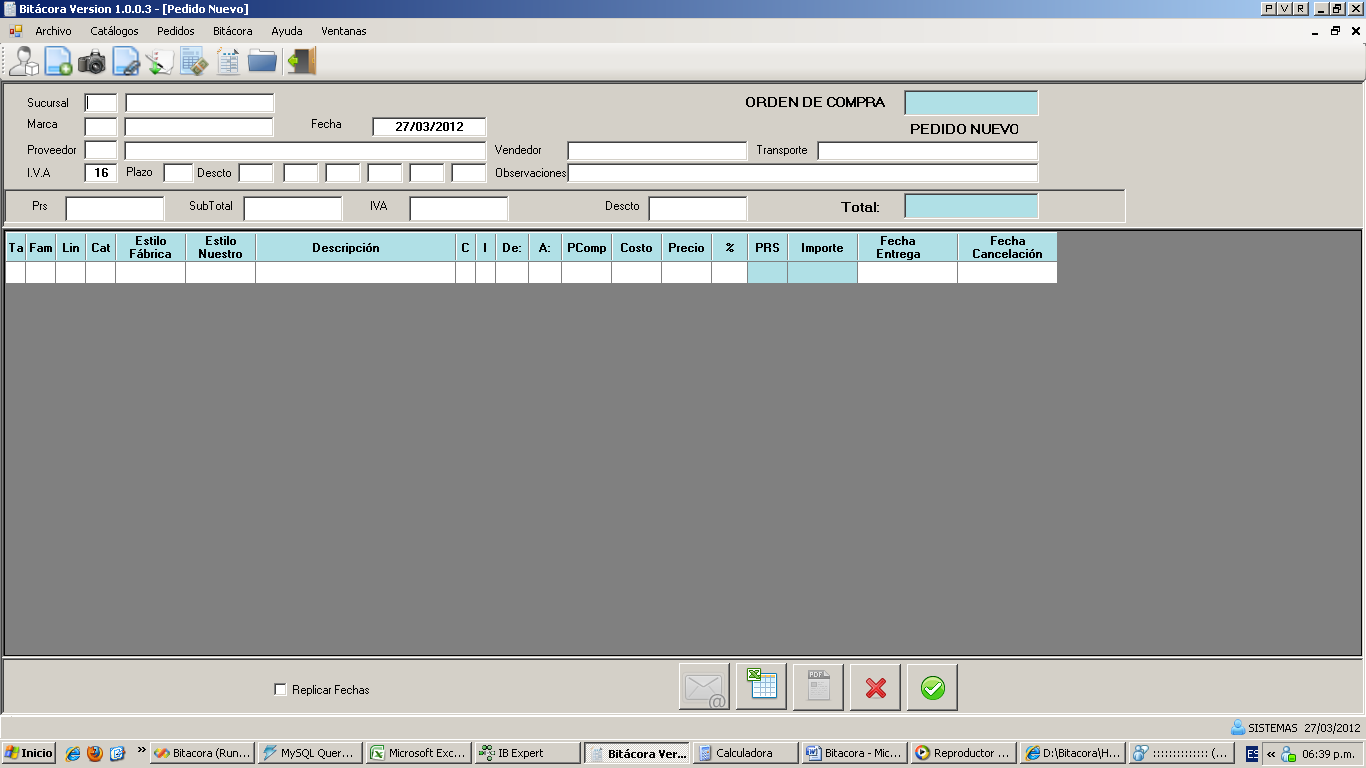 Bitácora Version 1.0.0.3 - [Pedido Nuevo]
P V R
Archivo Catálogos Pedidos Bitácora Ayuda Ventanas
Sucursal ORDEN DE COMPRA
Marca Fecha 27/03/2012 PEDIDO NUEVO
Proveedor Vendedor Transporte
I.V.A 16 Plazo Descto Observaciones
Prs SubTotal IVA Descto Total:
Ta Fam Lin Cat Estilo Fábrica Estilo Nuestro Descripción C I De: A: PComp Costo Precio % PRS Importe Fecha Entrega Fecha Cancelación
Replicar Fechas
PDF
SISTEMAS 27/03/2012
Inicio Bitacora (Run... MySQL Quer... Microsoft Exc... IB Expert Bitácora Ver... Calculadora Bitacora - Mic... Reproductor ... D:\Bitacora\H... :::::::::::::: (... ES 06:39 p.m.